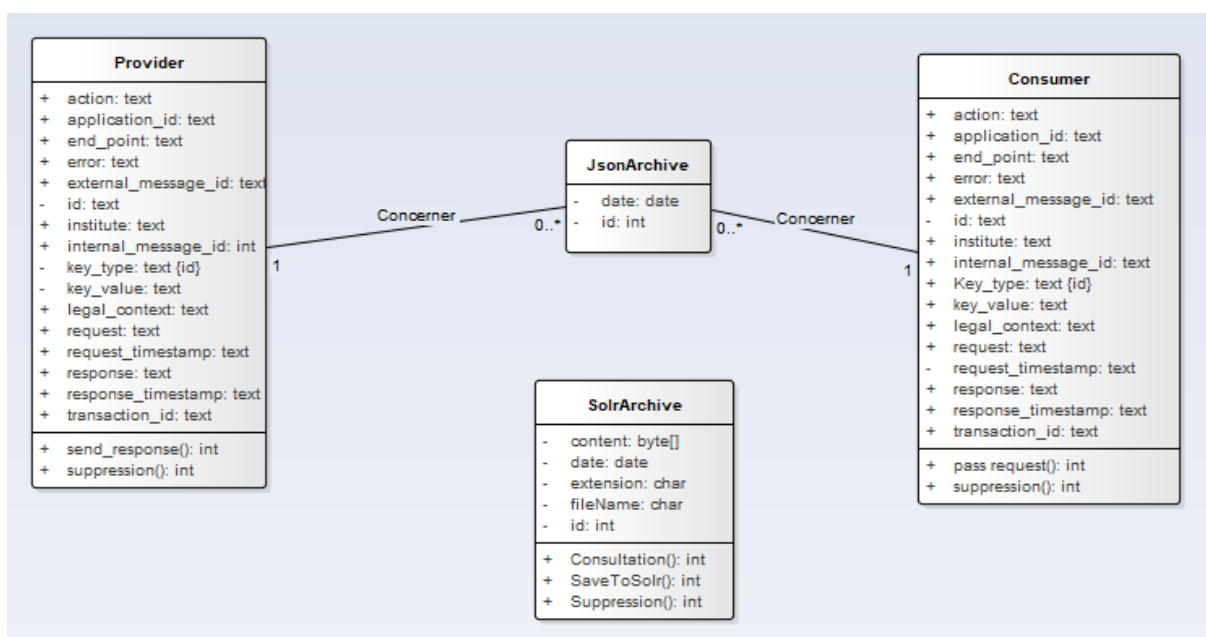 Provider
+ action: text
+ application_id: text
+ end_point: text
+ error: text
+ external_message_id: text
- id: text
+ institute: text
+ internal_message_id: int
- key_type: text {id}
- key_value: text
+ legal_context: text
+ request: text
+ request_timestamp: text
+ response: text
+ response_timestamp: text
+ transaction_id: text
+ send_response(): int
+ suppression(): int
Concerner
1
0..*
JsonArchive
- date: date
- id: int
Concerner
0..*
1
Consumer
+ action: text
+ application_id: text
+ end_point: text
+ error: text
+ external_message_id: text
- id: text
+ institute: text
+ internal_message_id: text
+ Key_type: text {id}
+ key_value: text
+ legal_context: text
+ request: text
- request_timestamp: text
+ response: text
+ response_timestamp: text
+ transaction_id: text
+ pass request(): int
+ suppression(): int
SolrArchive
- content: byte[]
- date: date
- extension: char
- fileName: char
- id: int
+ Consultation(): int
+ SaveToSolr(): int
+ Suppression(): int